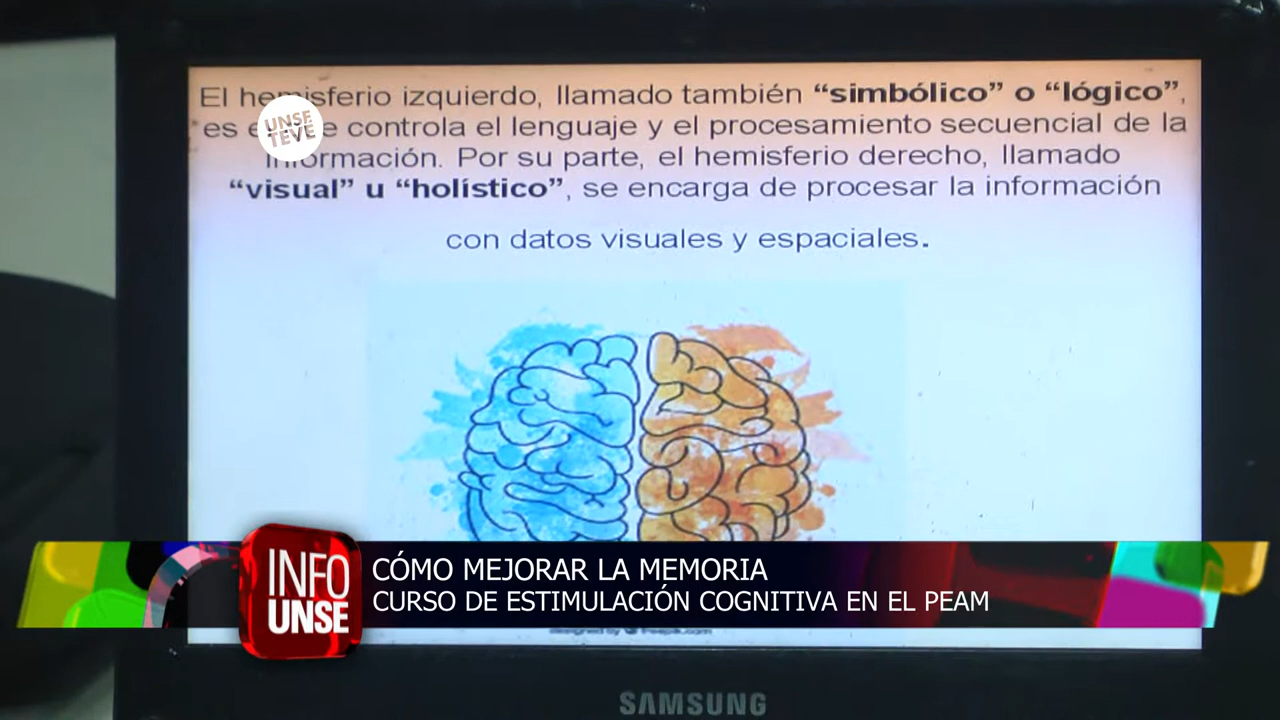 El hemisferio izquierdo, llamado también “simbólico” o “lógico”,
es e e controla el lenguaje y el procesamiento secuencial de la
información. Por su parte, el hemisferio derecho, llamado
“visual” u “holístico”, se encarga de procesar la información
con datos visuales y espaciales.
UNSE
TEVÉ
INFO
UNSE
CÓMO MEJORAR LA MEMORIA
CURSO DE ESTIMULACIÓN COGNITIVA EN EL PEAM
SAMSUNG